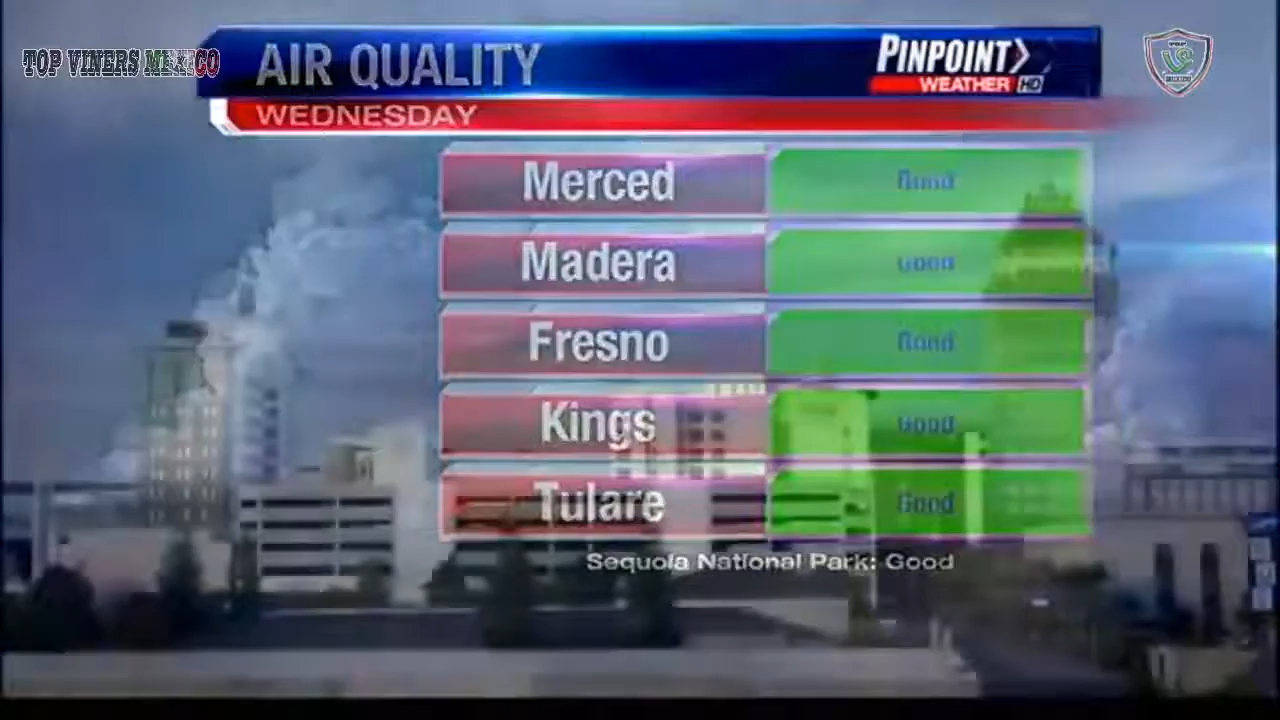 TOP VINERS MEXICO
AIR QUALITY
PINPOINT
WEATHER HD
WEDNESDAY
Merced Good
Madera Good
Fresno Good
Kings Good
Tulare Good
Sequoia National Park: Good